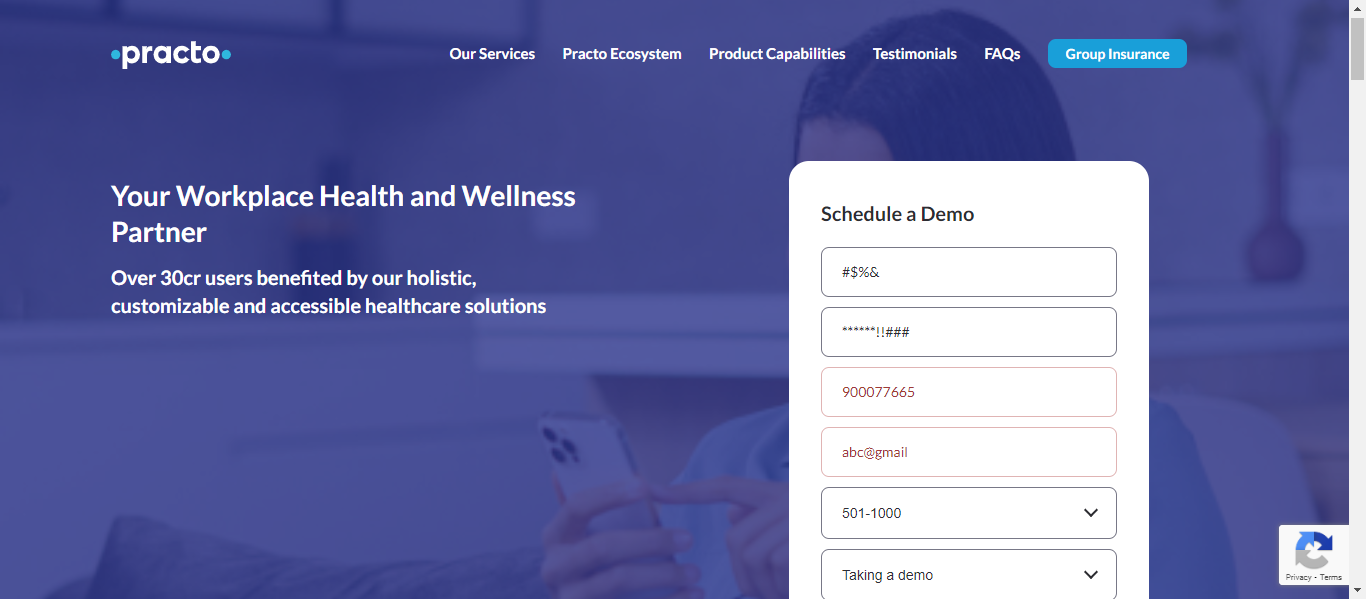 practo
Our Services Practo Ecosystem Product Capabilities Testimonials FAQs Group Insurance
Your Workplace Health and Wellness
Partner
Over 30cr users benefited by our holistic,
customizable and accessible healthcare solutions
Schedule a Demo
#$%&
******!!###
900077665
abc@gmail
501-1000
Taking a demo
Privacy - Terms